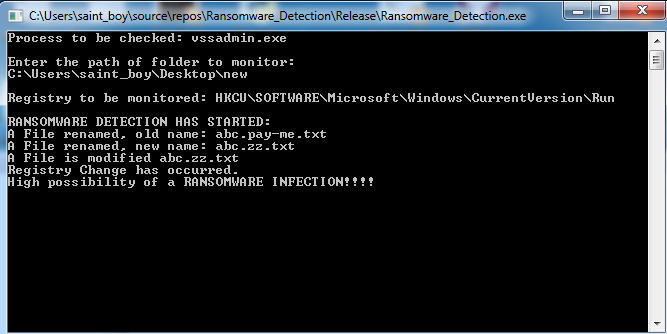 C:\Users\saint_boy\source\repos\Ransomware_Detection\Release\Ransomware_Detection.exe
Process to be checked: vssadmin.exe
Enter the path of folder to monitor:
C:\Users\saint_boy\Desktop\new
Registry to be monitored: HKCU\SOFTWARE\Microsoft\Windows\CurrentVersion\Run
RANSOMWARE DETECTION HAS STARTED:
A File renamed, old name: abc.pay-me.txt
A File renamed, new name: abc.zz.txt
A File is modified abc.zz.txt
Registry Change has occurred.
High possibility of a RANSOMWARE INFECTION!!!!